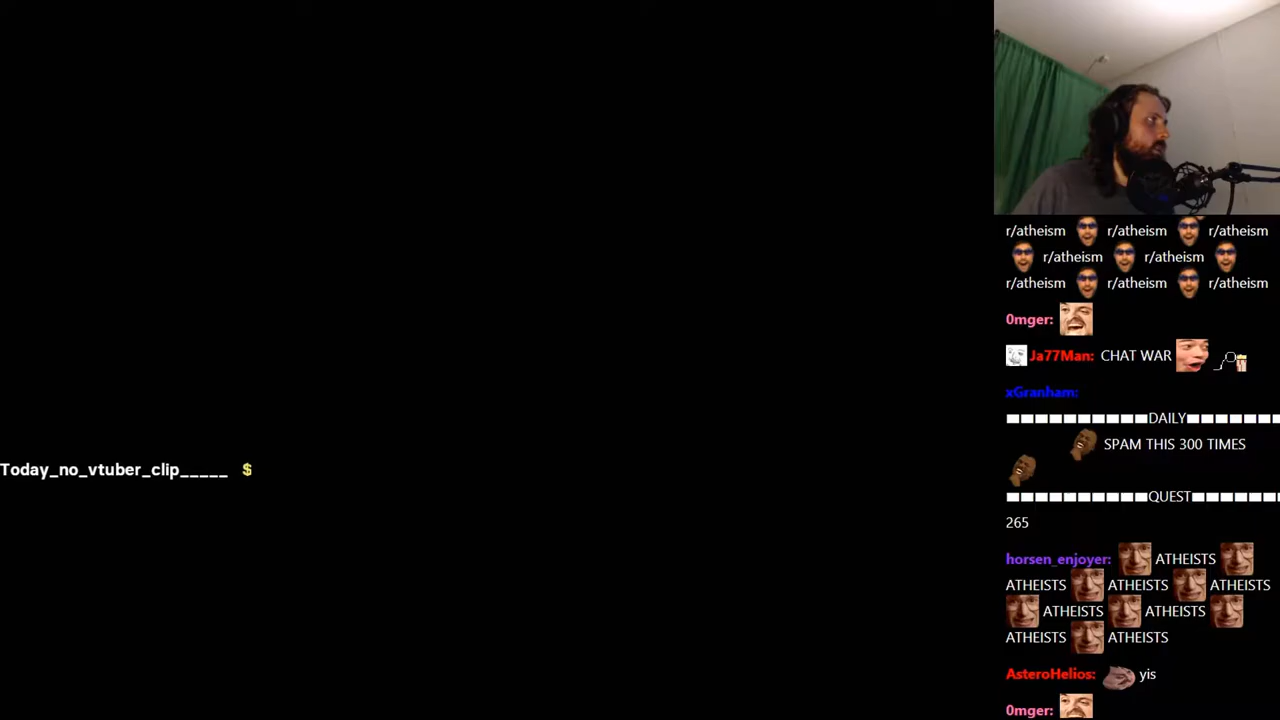 r/atheism r/atheism r/atheism
r/atheism r/atheism
r/atheism r/atheism r/atheism
0mger:
Ja77Man: CHAT WAR
xGranham:
DAILY
SPAM THIS 300 TIMES
Today_no_vtuber_clip_____ $
QUEST
265
horsen_enjoyer: ATHEISTS
ATHEISTS ATHEISTS ATHEISTS
ATHEISTS ATHEISTS
ATHEISTS ATHEISTS
AsteroHelios: yis
0mger: